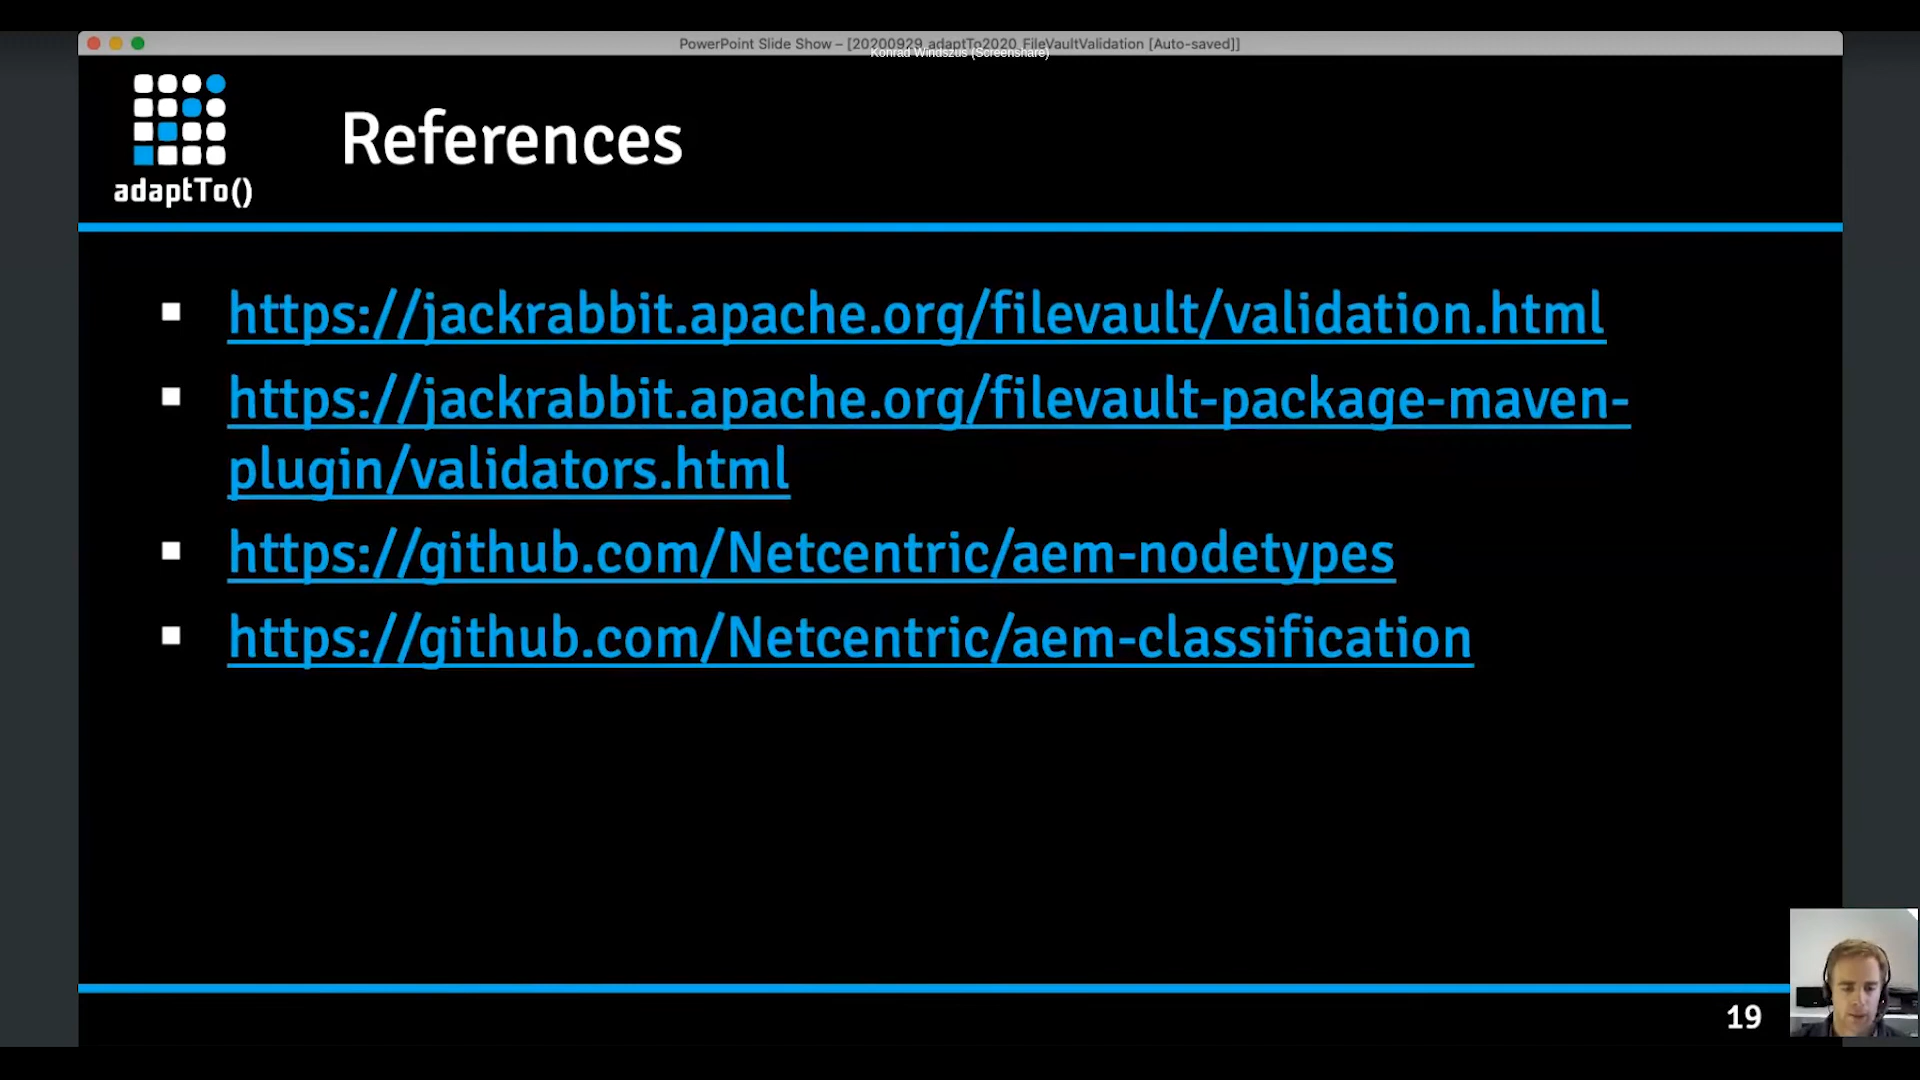 PowerPoint Slide Show – [20200929_adaptTo2020_FileVaultValidation [Auto-saved]]
Konrad Windszus (Screenshare)
adaptTo()
References
https://jackrabbit.apache.org/filevault/validation.html
https://jackrabbit.apache.org/filevault-package-maven-
plugin/validators.html
https://github.com/Netcentric/aem-nodetypes
https://github.com/Netcentric/aem-classification
19